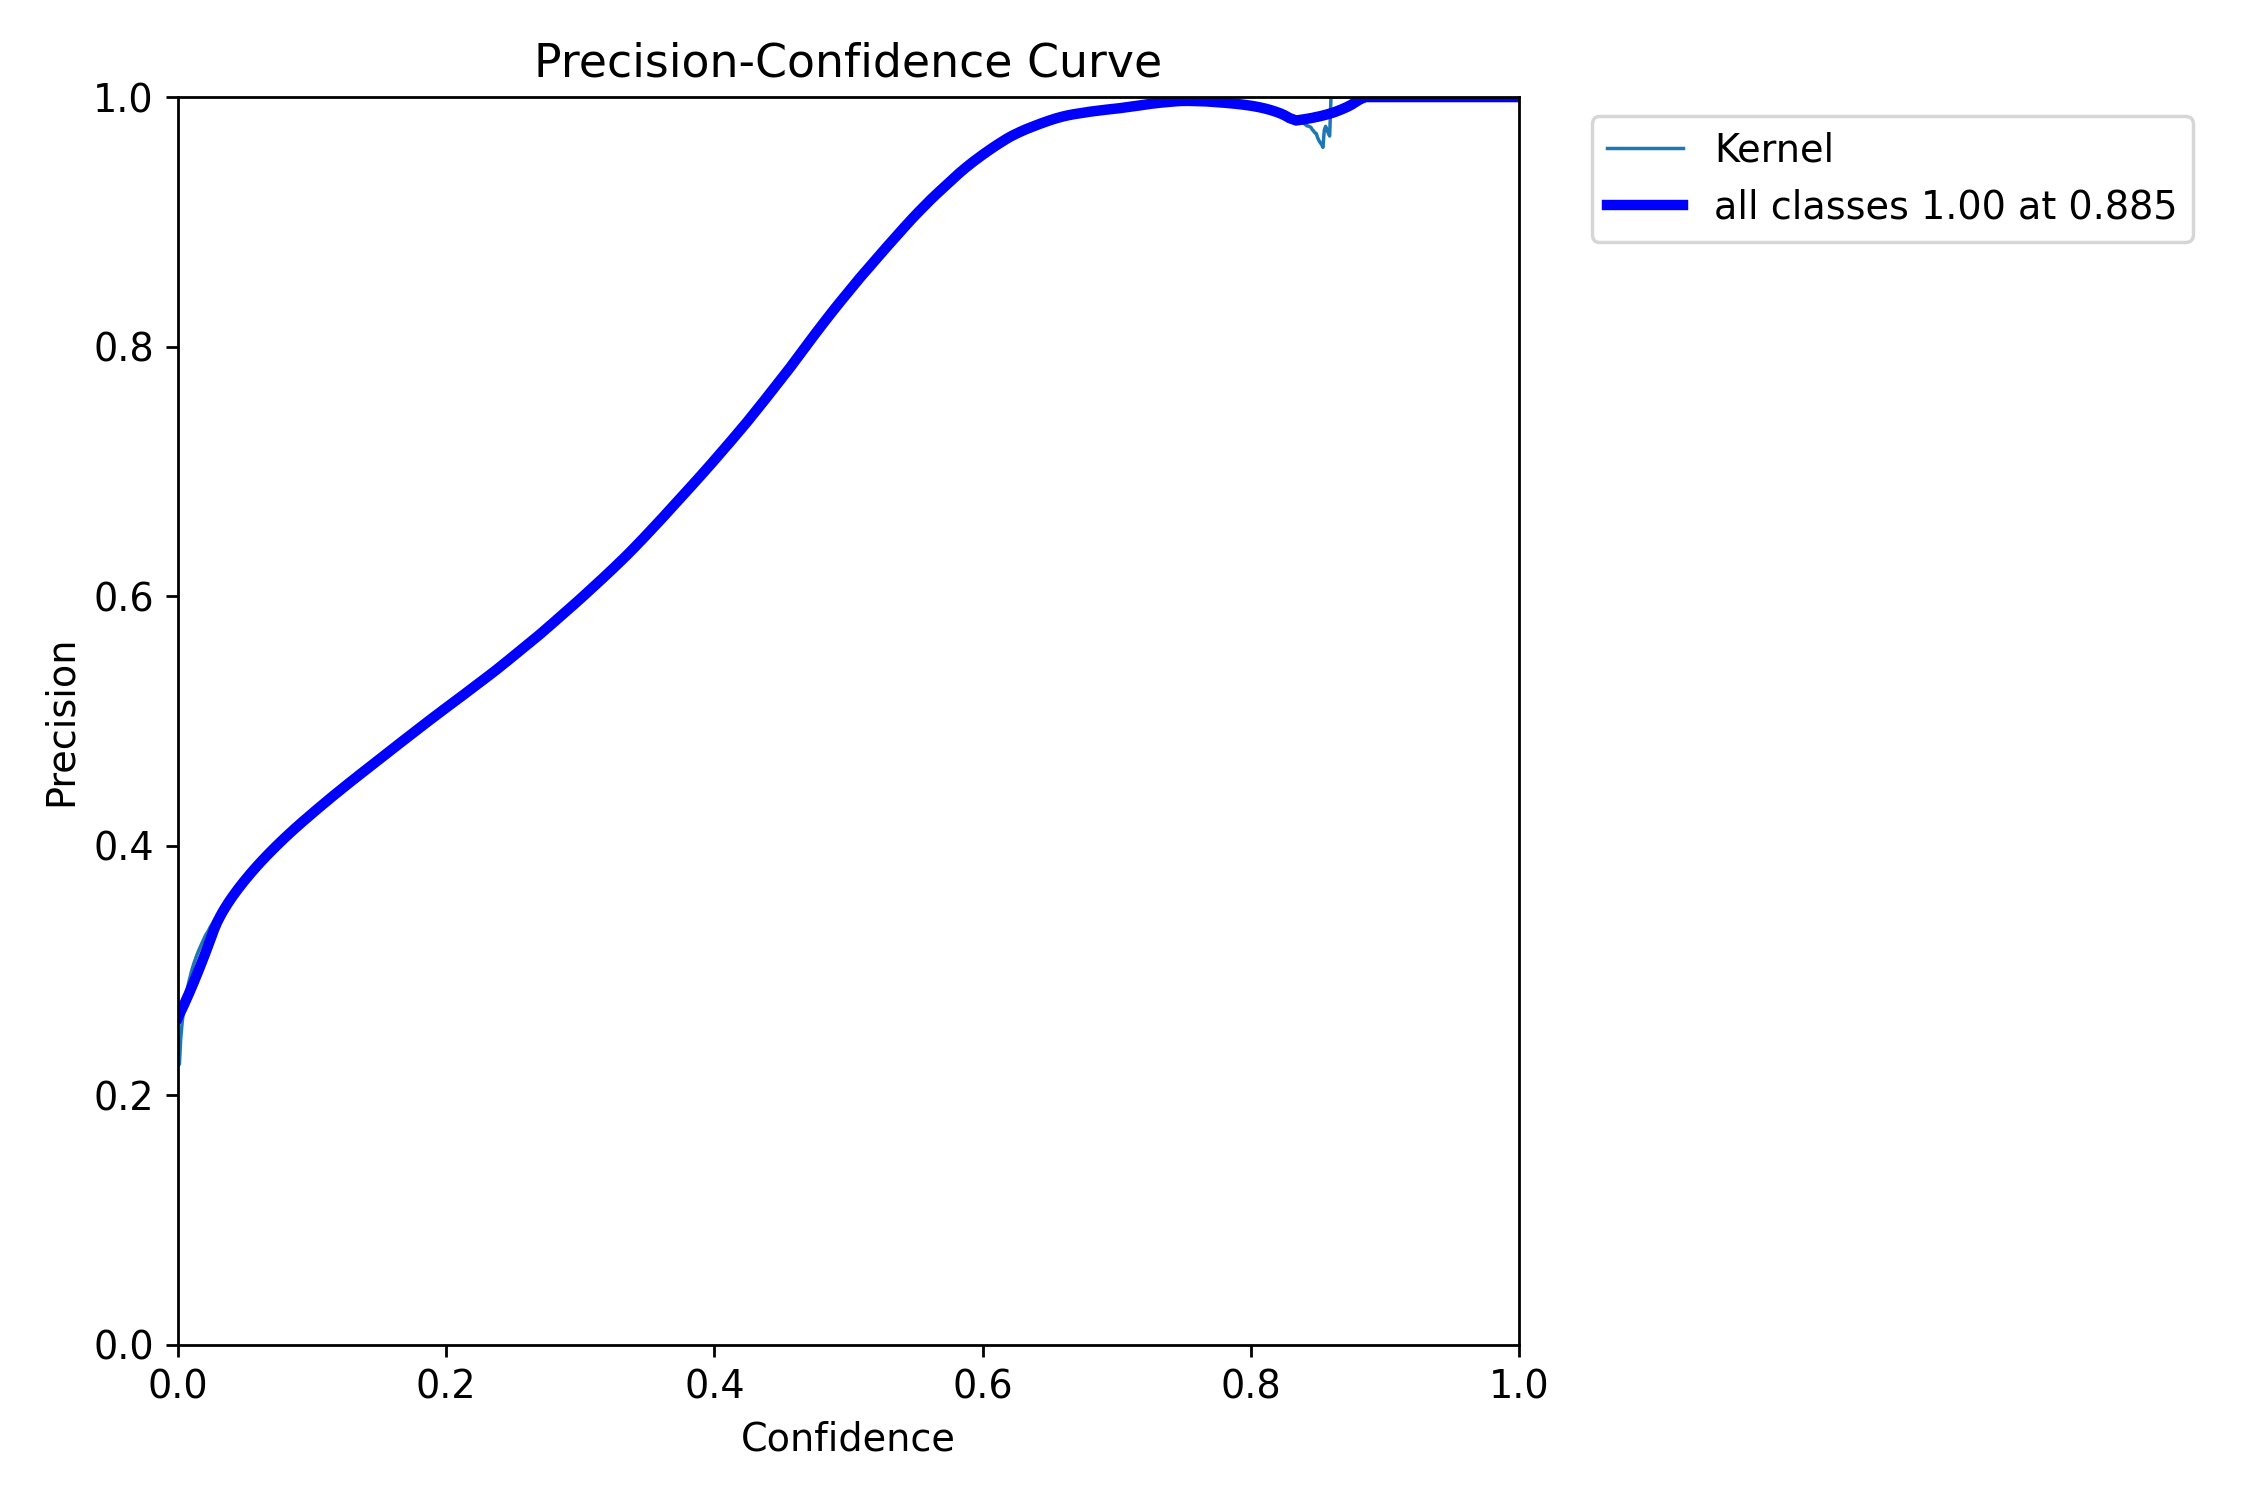 Precision-Confidence Curve
Kernel
all classes 1.00 at 0.885
Precision
1.0
0.8
0.6
0.4
0.2
0.0
0.0 0.2 0.4 0.6 0.8 1.0
Confidence